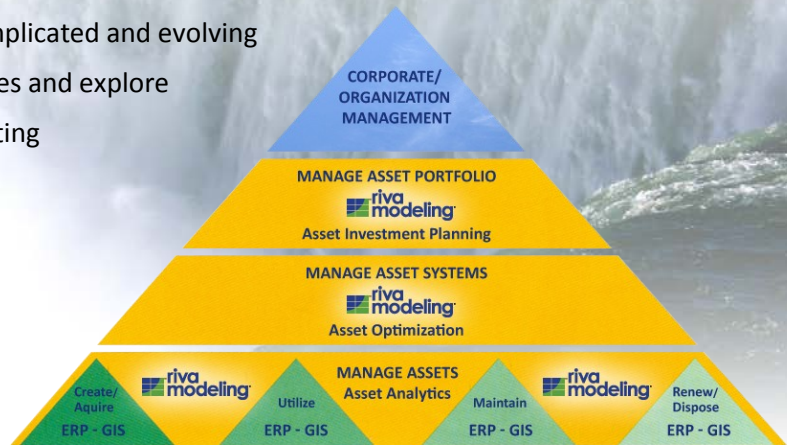 mplicated and evolving
es and explore
ting
CORPORATE/
ORGANIZATION
MANAGEMENT
MANAGE ASSET PORTFOLIO
riva
modeling
Asset Investment Planning
MANAGE ASSET SYSTEMS
riva
modeling
Asset Optimization
MANAGE ASSETS
Asset Analytics
riva
modeling
riva
modeling
Create/
Aquire
ERP - GIS
Utilize
ERP - GIS
Maintain
ERP - GIS
Renew/
Dispose
ERP - GIS